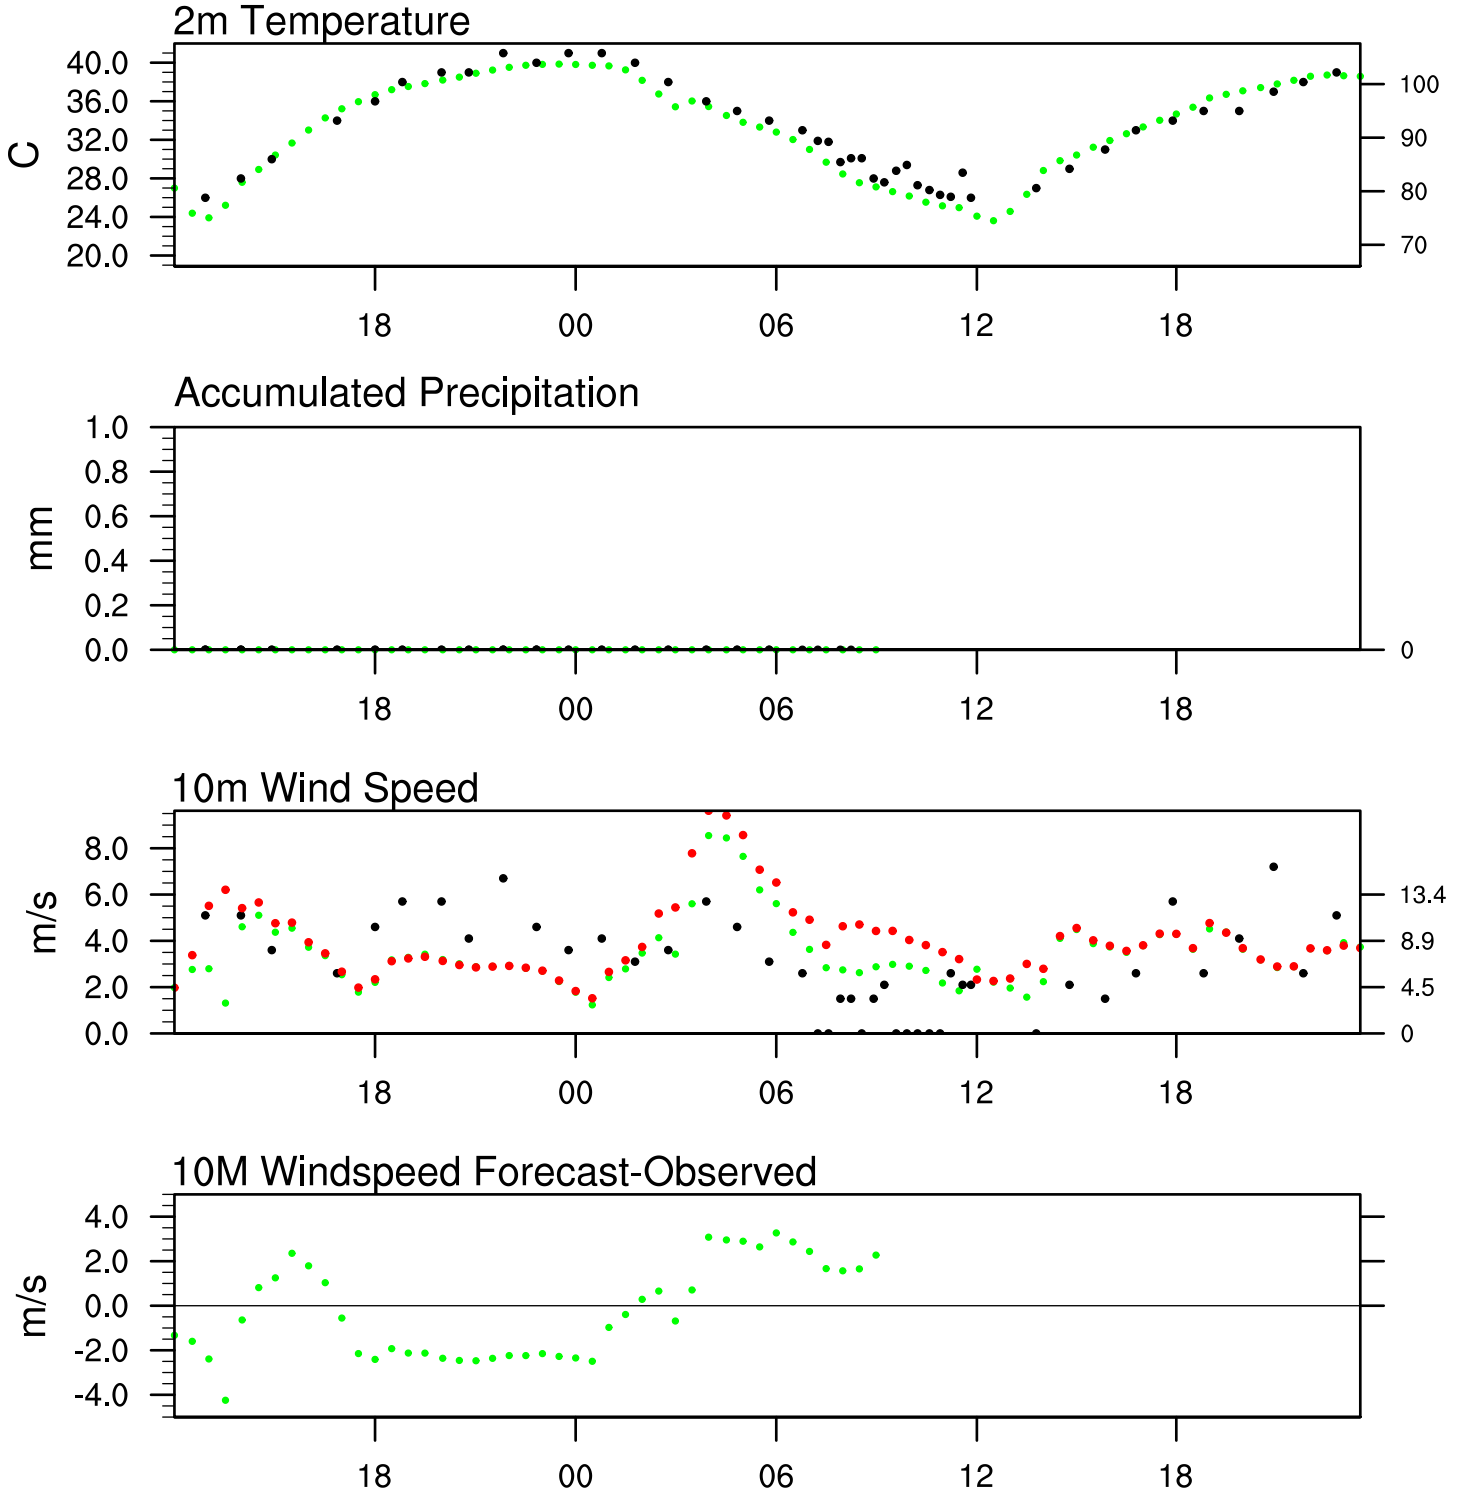 2m Temperature
40.0
36.0
32.0
28.0
24.0
20.0
C
100
90
80
70
18 00 06 12 18
Accumulated Precipitation
1.0
0.8
0.6
0.4
0.2
0.0
mm
0
18 00 06 12 18
10m Wind Speed
8.0
6.0
4.0
2.0
0.0
m/s
13.4
8.9
4.5
0
18 00 06 12 18
10M Windspeed Forecast-Observed
4.0
2.0
0.0
-2.0
-4.0
m/s
18 00 06 12 18